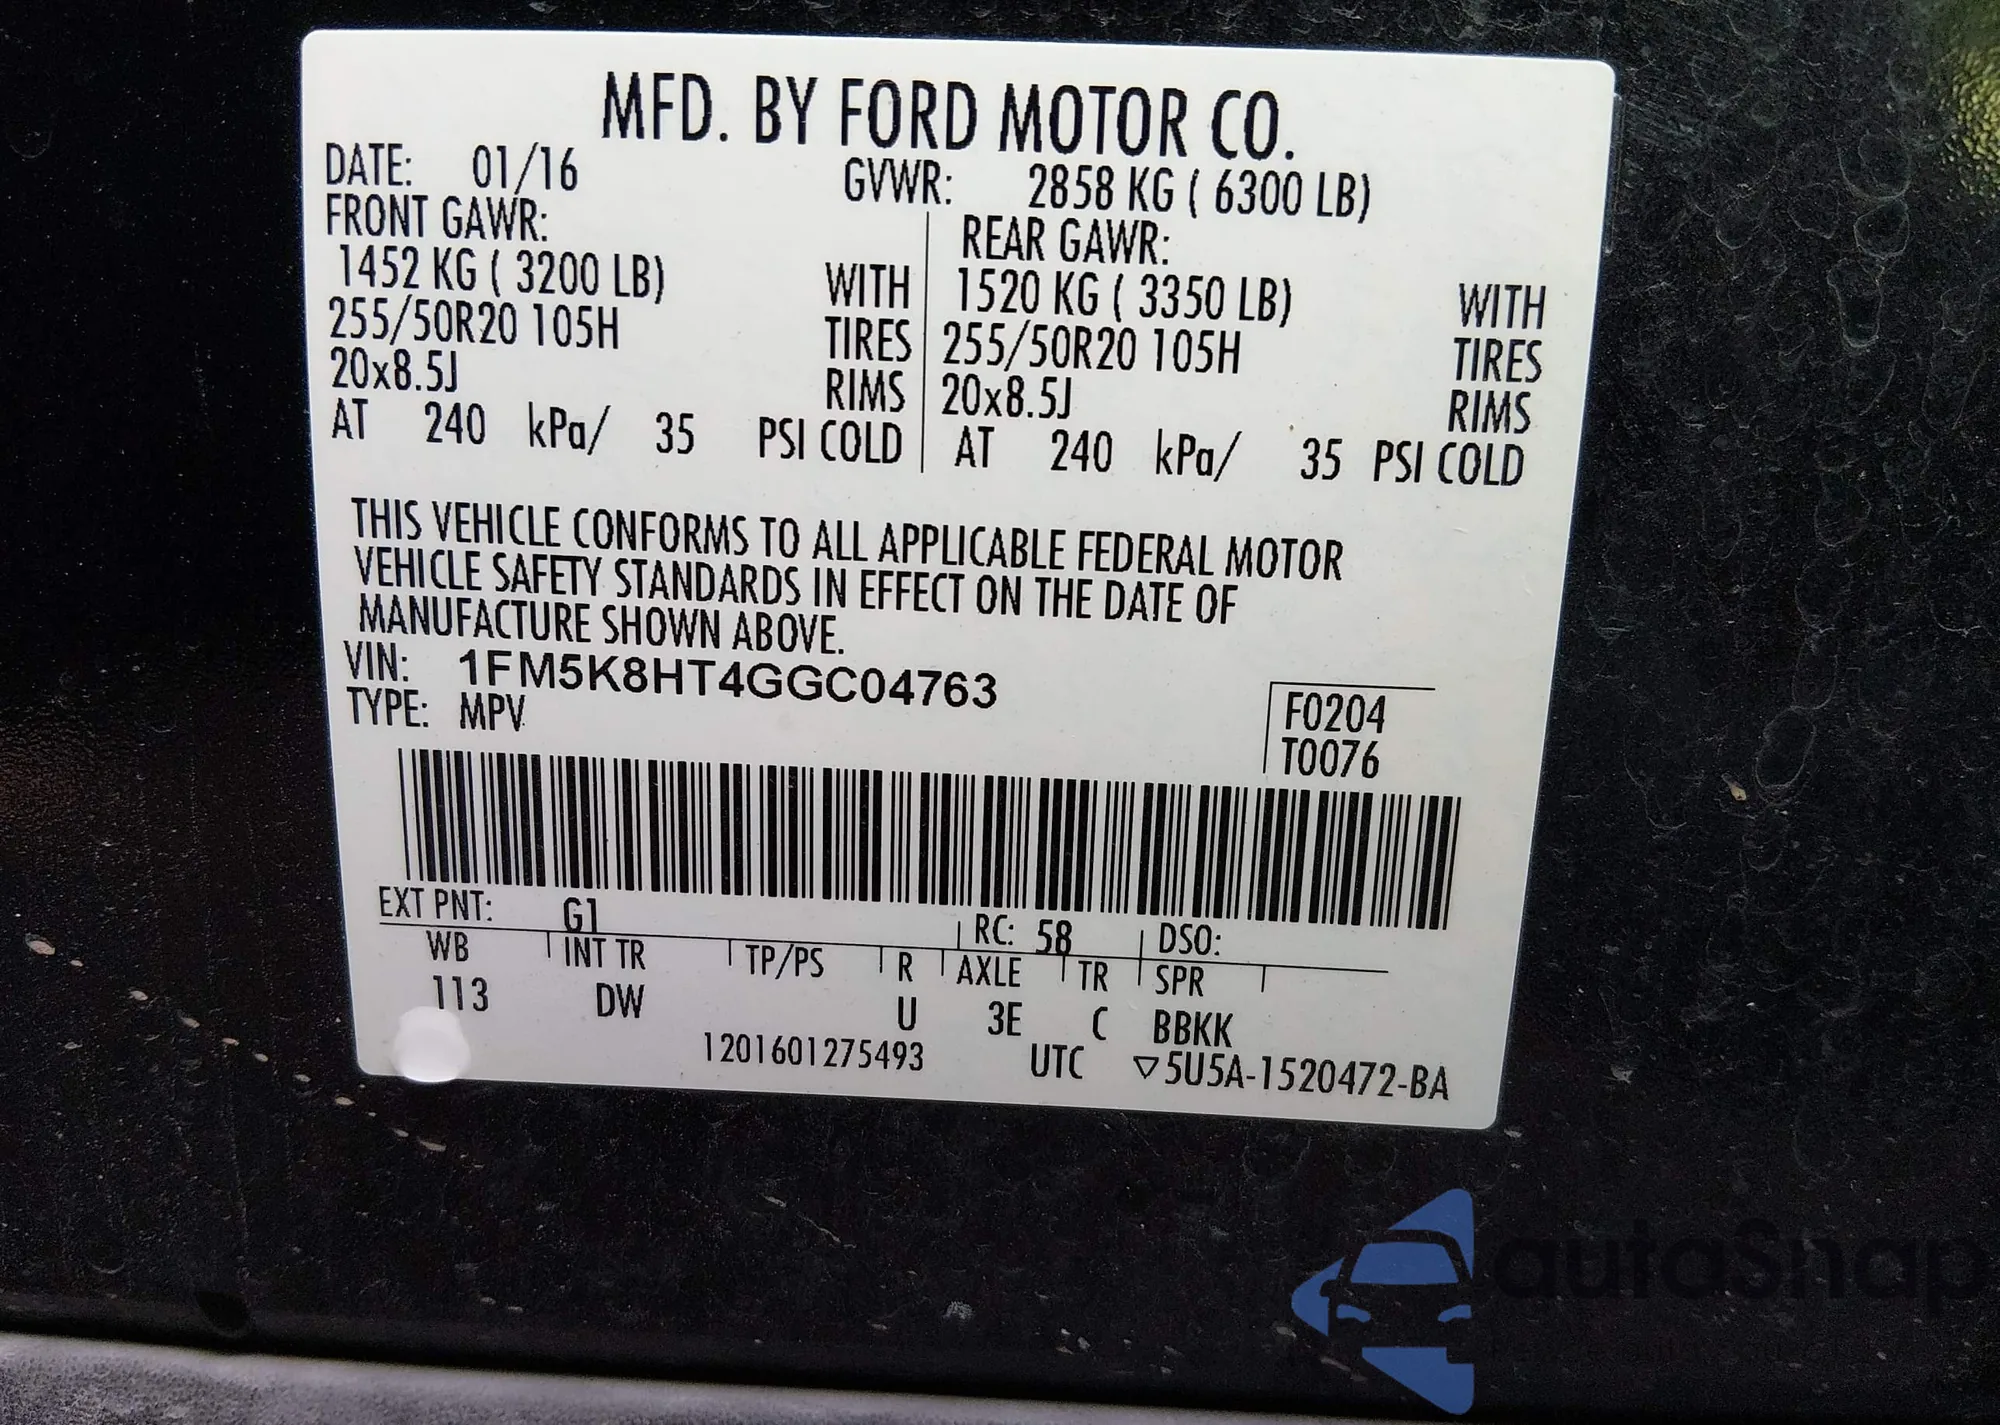 MFD. BY FORD MOTOR CO.
DATE: 01/16 GVWR: 2858 KG ( 6300 LB)
FRONT GAWR: REAR GAWR:
1452 KG ( 3200 LB) WITH 1520 KG ( 3350 LB) WITH
255/50R20 105H TIRES 255/50R20 105H TIRES
20x8.5J RIMS 20x8.5J RIMS
AT 240 kPa/ 35 PSI COLD AT 240 kPa/ 35 PSI COLD
THIS VEHICLE CONFORMS TO ALL APPLICABLE FEDERAL MOTOR
VEHICLE SAFETY STANDARDS IN EFFECT ON THE DATE OF
MANUFACTURE SHOWN ABOVE.
VIN: 1FM5K8HT4GGC04763
TYPE: MPV
F0204
T0076
EXT PNT: G1 RC: 58 DSO:
WB INT TR TP/PS R AXLE TR SPR
113 DW U 3E C BBKK
1201601275493 UTC ▽5U5A-1520472-BA
autoSnap